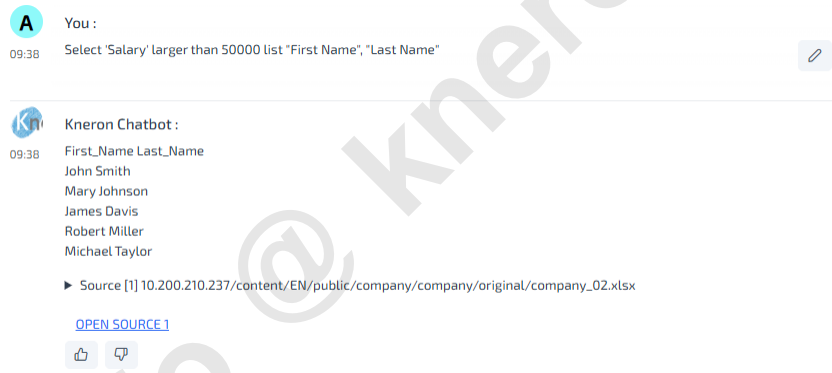 A
You :
09:38
Select 'Salary' larger than 50000 list "First Name", "Last Name"
Kn
Kneron Chatbot :
09:38
First_Name Last_Name
John Smith
Mary Johnson
James Davis
Robert Miller
Michael Taylor
Source [1] 10.200.210.237/content/EN/public/company/company/original/company_02.xlsx
OPEN SOURCE 1
@ kner